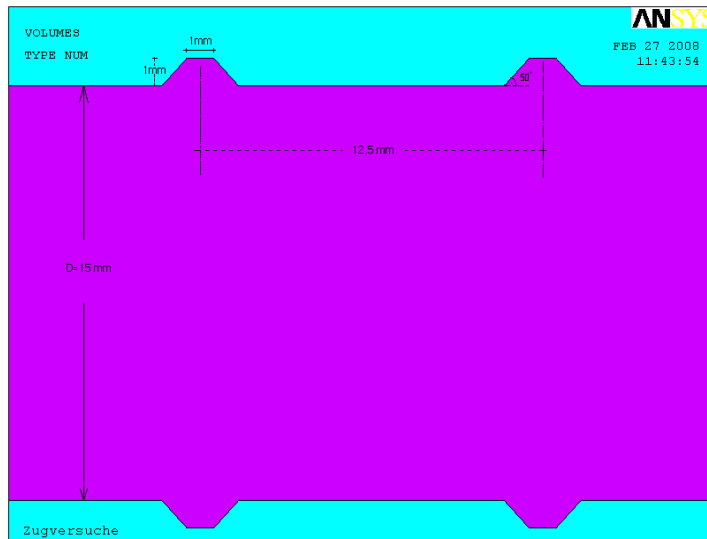 ANSYS
VOLUMES
TYPE NUM
FEB 27 2008
11:43:54
1mm
1mm
50°
12.5mm
D=15mm
Zugversuche